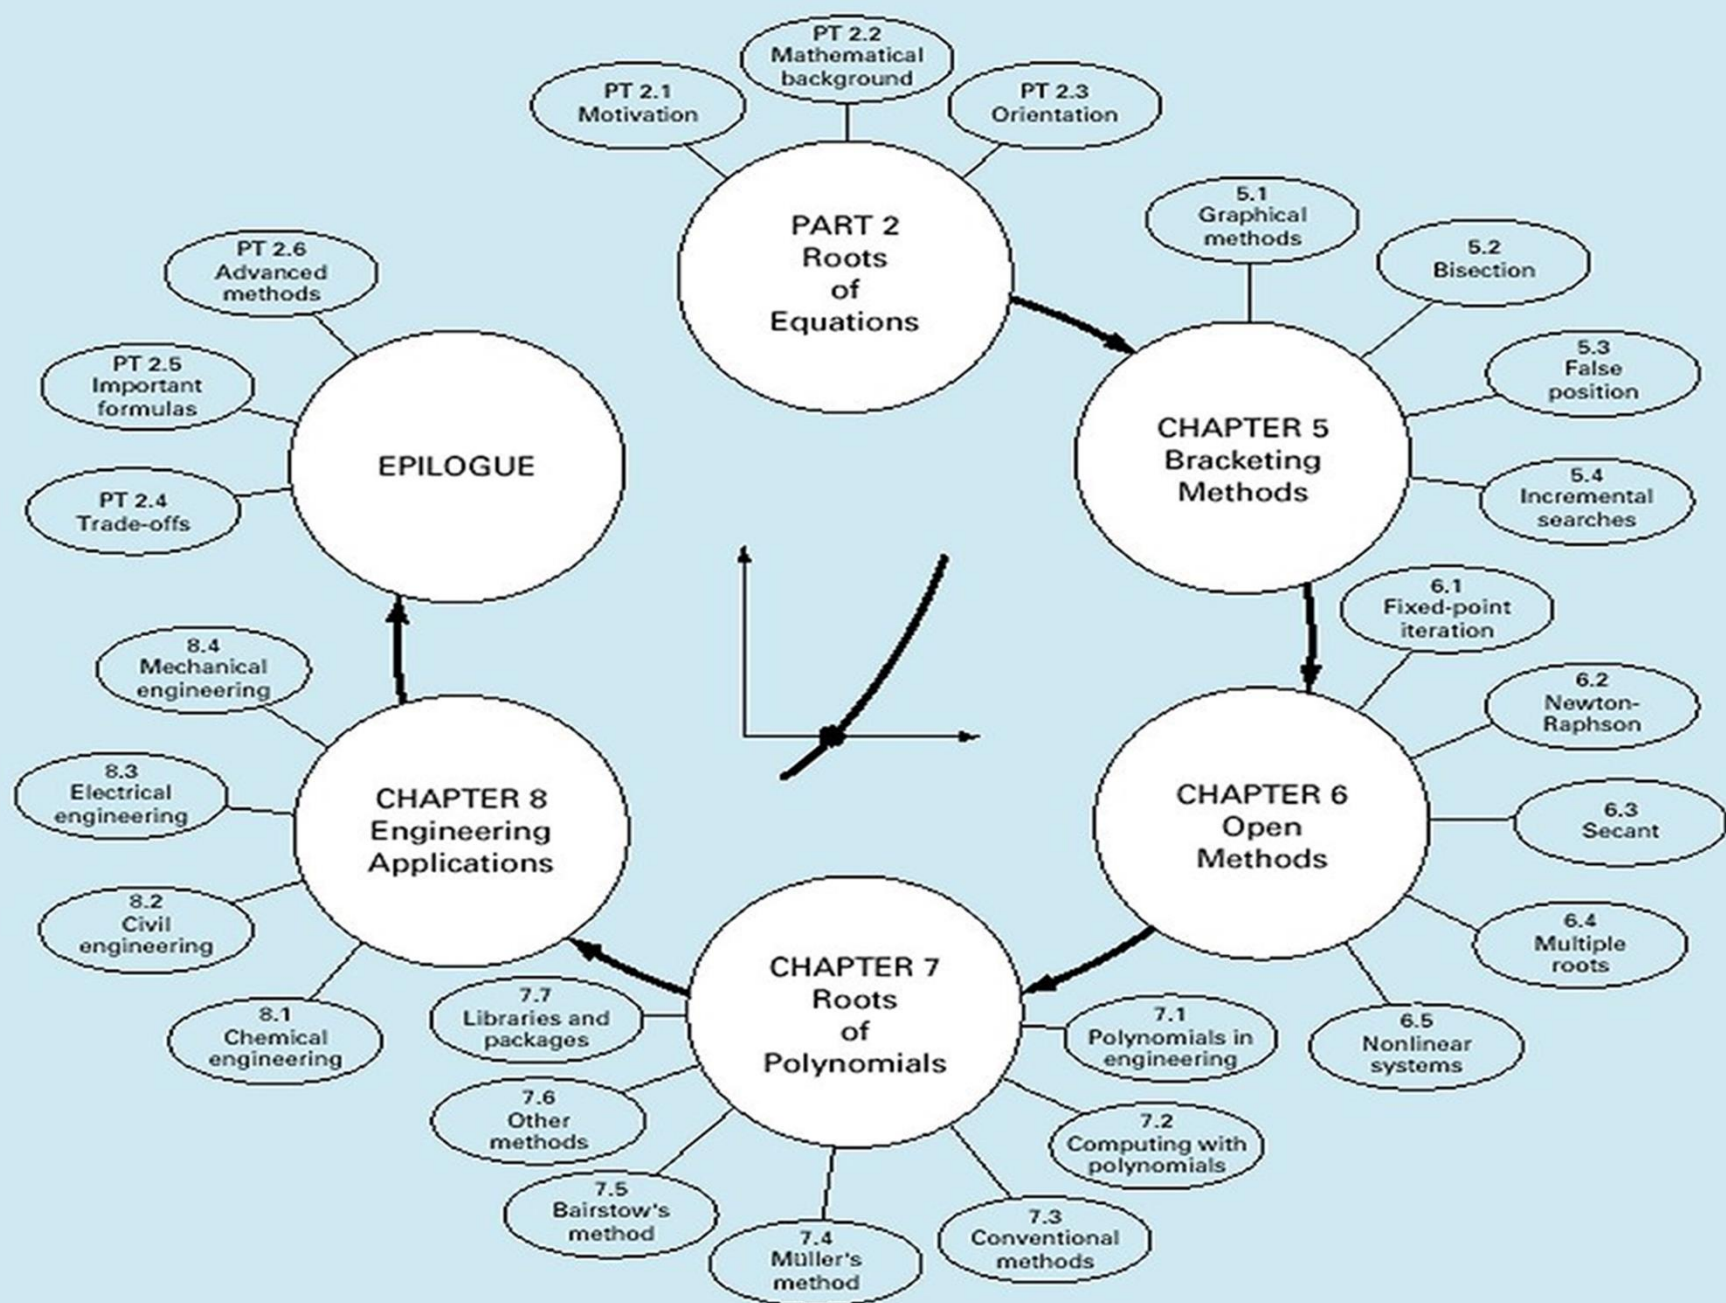 PT 2.1
Motivation
PT 2.2
Mathematical
background
PT 2.3
Orientation
PART 2
Roots
of
Equations
5.1
Graphical
methods
5.2
Bisection
5.3
False
position
5.4
Incremental
searches
CHAPTER 5
Bracketing
Methods
6.1
Fixed-point
iteration
6.2
Newton-
Raphson
6.3
Secant
6.4
Multiple
roots
6.5
Nonlinear
systems
CHAPTER 6
Open
Methods
7.1
Polynomials in
engineering
7.2
Computing with
polynomials
7.3
Conventional
methods
7.4
Müller's
method
7.5
Bairstow's
method
7.6
Other
methods
7.7
Libraries and
packages
CHAPTER 7
Roots
of
Polynomials
8.1
Chemical
engineering
8.2
Civil
engineering
8.3
Electrical
engineering
8.4
Mechanical
engineering
CHAPTER 8
Engineering
Applications
PT 2.4
Trade-offs
PT 2.5
Important
formulas
PT 2.6
Advanced
methods
EPILOGUE